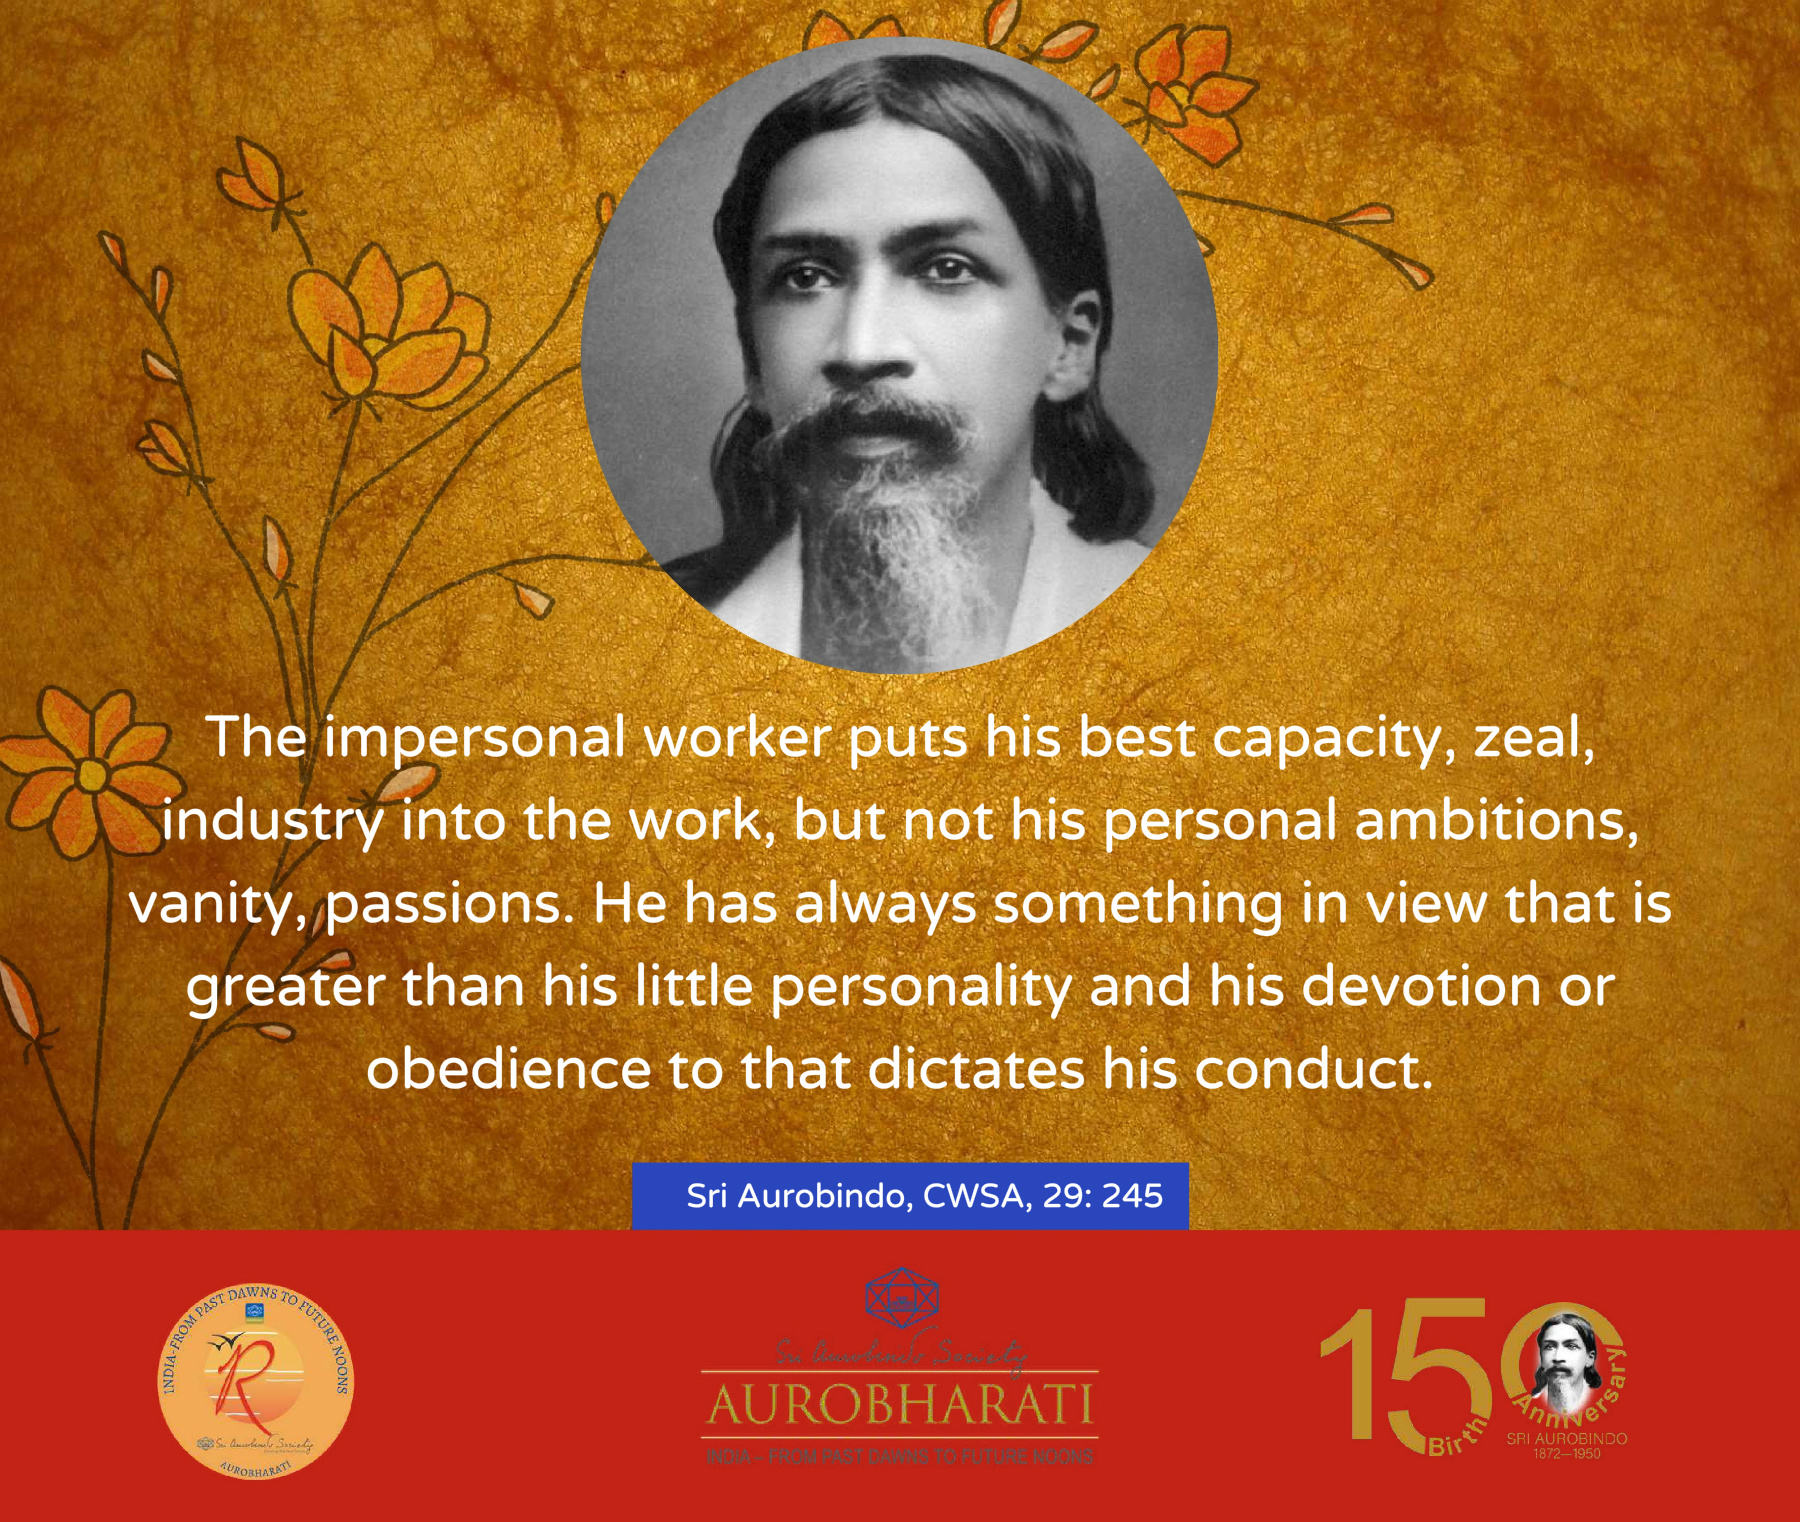 The impersonal worker puts his best capacity, zeal,
industry into the work, but not his personal ambitions,
vanity, passions. He has always something in view that is
greater than his little personality and his devotion or
obedience to that dictates his conduct.
Sri Aurobindo, CWSA, 29: 245
INDIA-FROM PAST DAWNS TO FUTURE NOONS
R
Sri Aurobindo Society
AUROBHARATI
Sri Aurobindo Society
AUROBHARATI
INDIA – FROM PAST DAWNS TO FUTURE NOONS
150
Birth Anniversary
SRI AUROBINDO
1872–1950